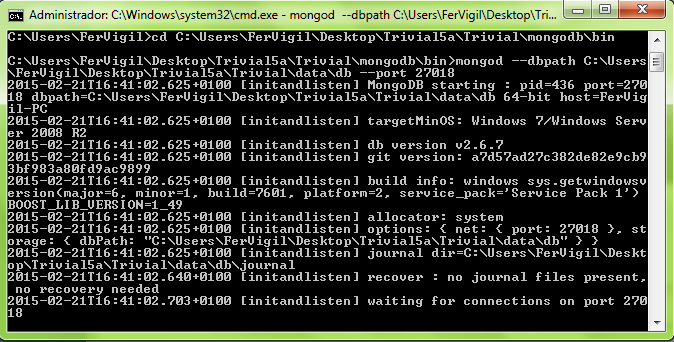 Administrador: C:\Windows\system32\cmd.exe - mongod --dbpath C:\Users\FerVigil\Desktop\Tri...
C:\Users\FerVigil>cd C:\Users\FerVigil\Desktop\Trivial5a\Trivial\mongodb\bin
C:\Users\FerVigil\Desktop\Trivial5a\Trivial\mongodb\bin>mongod --dbpath C:\Users
\FerVigil\Desktop\Trivial5a\Trivial\data\db --port 27018
2015-02-21T16:41:02.625+0100 [initandlisten] MongoDB starting : pid=436 port=270
18 dbpath=C:\Users\FerVigil\Desktop\Trivial5a\Trivial\data\db 64-bit host=FerVig
il-PC
2015-02-21T16:41:02.625+0100 [initandlisten] targetMinOS: Windows 7/Windows Serv
er 2008 R2
2015-02-21T16:41:02.625+0100 [initandlisten] db version v2.6.7
2015-02-21T16:41:02.625+0100 [initandlisten] git version: a7d57ad27c382de82e9cb9
3bf983a80fd9ac9899
2015-02-21T16:41:02.625+0100 [initandlisten] build info: windows sys.getwindowsv
ersion(major=6, minor=1, build=7601, platform=2, service_pack='Service Pack 1')
BOOST_LIB_VERSION=1_49
2015-02-21T16:41:02.625+0100 [initandlisten] allocator: system
2015-02-21T16:41:02.625+0100 [initandlisten] options: { net: { port: 27018 }, st
orage: { dbPath: "C:\Users\FerVigil\Desktop\Trivial5a\Trivial\data\db" } }
2015-02-21T16:41:02.625+0100 [initandlisten] journal dir=C:\Users\FerVigil\Deskt
op\Trivial5a\Trivial\data\db\journal
2015-02-21T16:41:02.640+0100 [initandlisten] recover : no journal files present,
no recovery needed
2015-02-21T16:41:02.703+0100 [initandlisten] waiting for connections on port 270
18